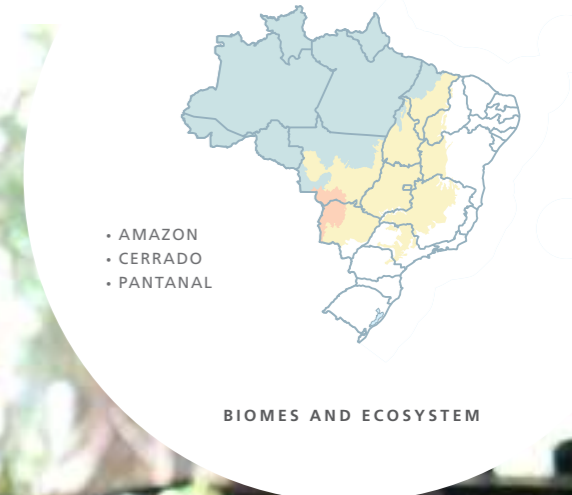 • AMAZON
• CERRADO
• PANTANAL
BIOMES AND ECOSYSTEM